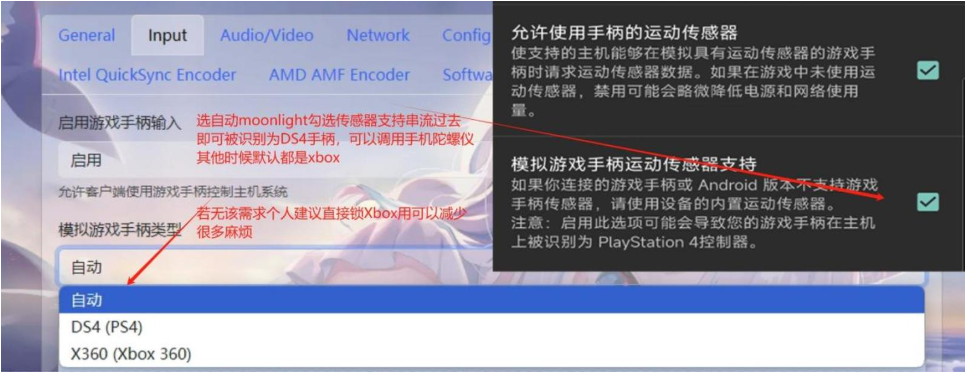 General Input Audio/Video Network Config
Intel QuickSync Encoder AMD AMF Encoder Softwa
启用游戏手柄输入
选自动moonlight勾选传感器支持串流过去
即可被识别为DS4手柄，可以调用手机陀螺仪
其他时候默认都是xbox
启用
允许客户端使用游戏手柄控制主机系统
若无该需求个人建议直接锁Xbox用可以减少
很多麻烦
模拟游戏手柄类型
自动
自动
DS4 (PS4)
X360 (Xbox 360)
允许使用手柄的运动传感器
使支持的主机能够在模拟具有运动传感器的游戏手
柄时请求运动传感器数据。如果在游戏中未使用运
动传感器，禁用可能会略微降低电源和网络使用
量。
模拟游戏手柄运动传感器支持
如果你连接的游戏手柄或 Android 版本不支持游戏
手柄传感器，请使用设备的内置运动传感器。
注意：启用此选项可能会导致您的游戏手柄在主机
上被识别为 PlayStation 4控制器。